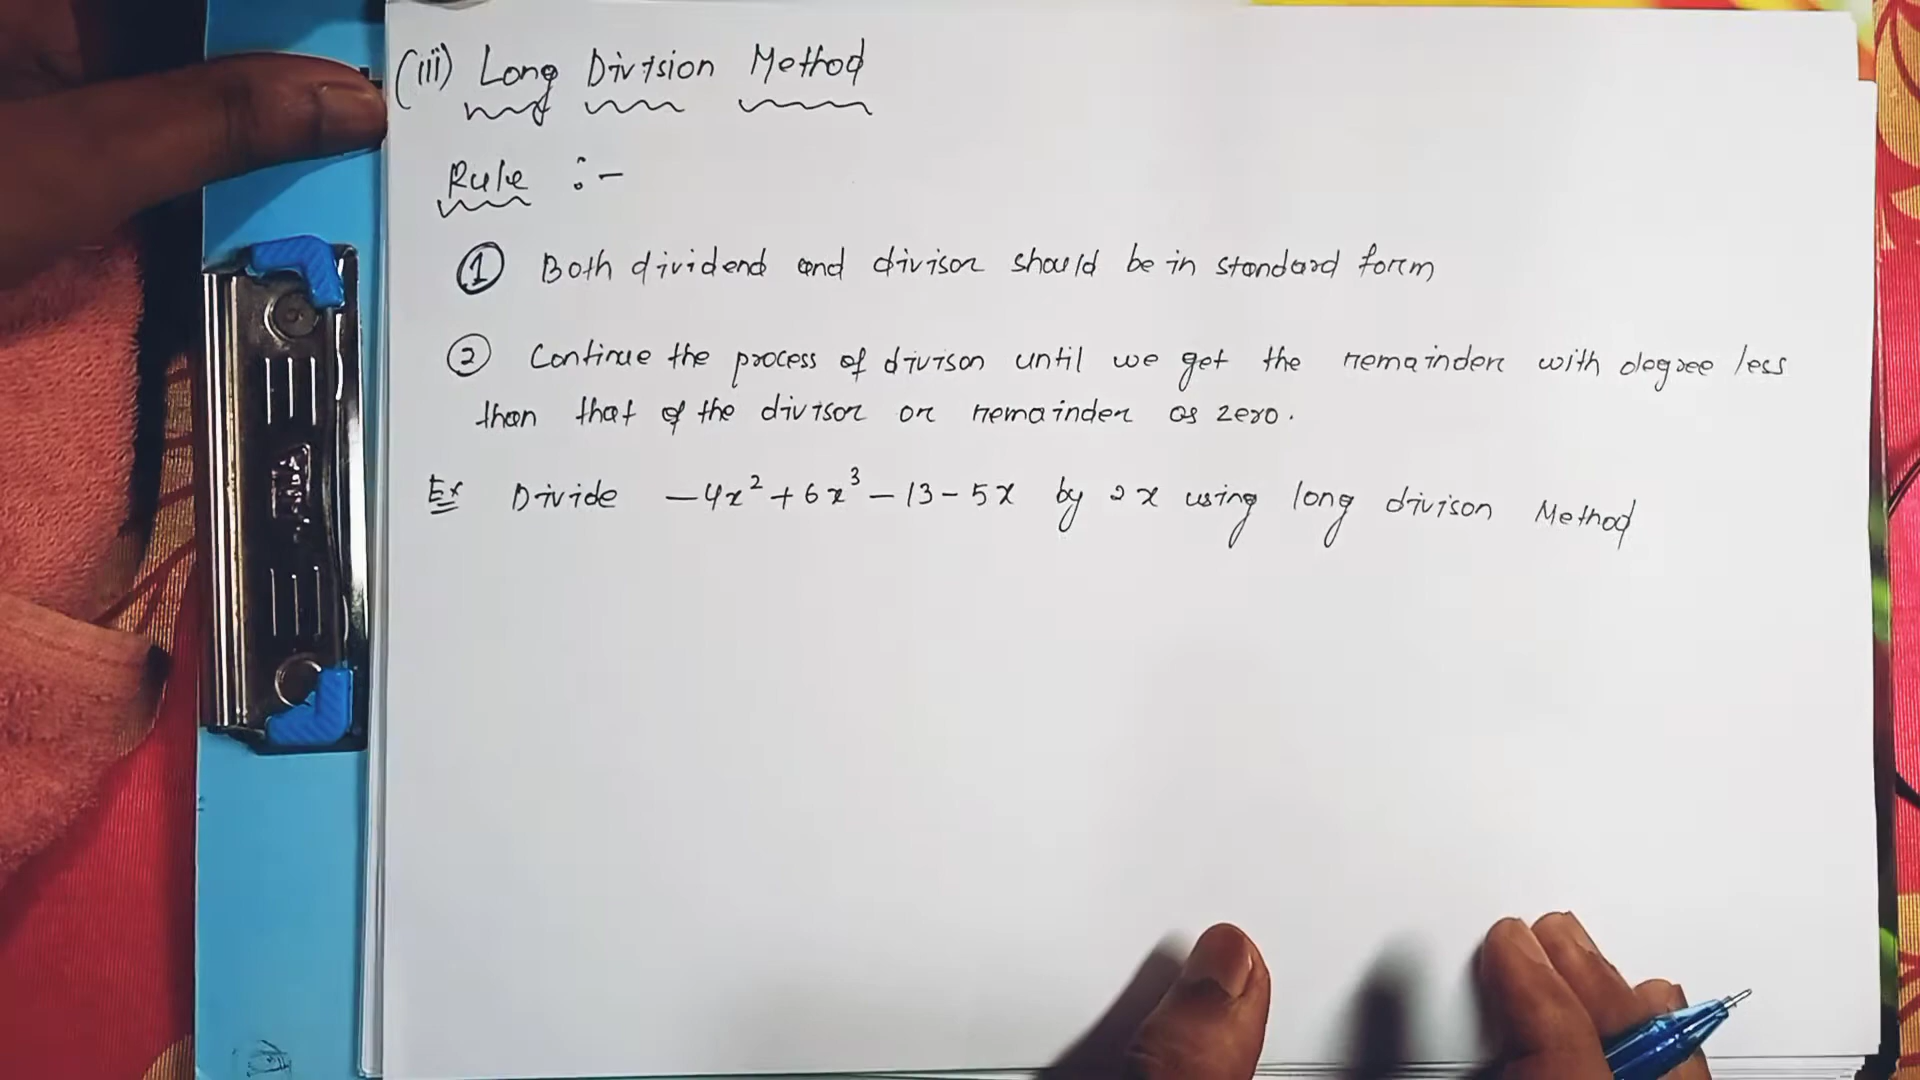 (iii) Long Division Method
Rule :-
① Both dividend and divisor should be in standard form
② Continue the process of divison until we get the remainder with degree less
than that of the divisor or remainder as zero.
Ex Divide -4x² + 6x³ - 13 - 5x by 2x using long divison Method